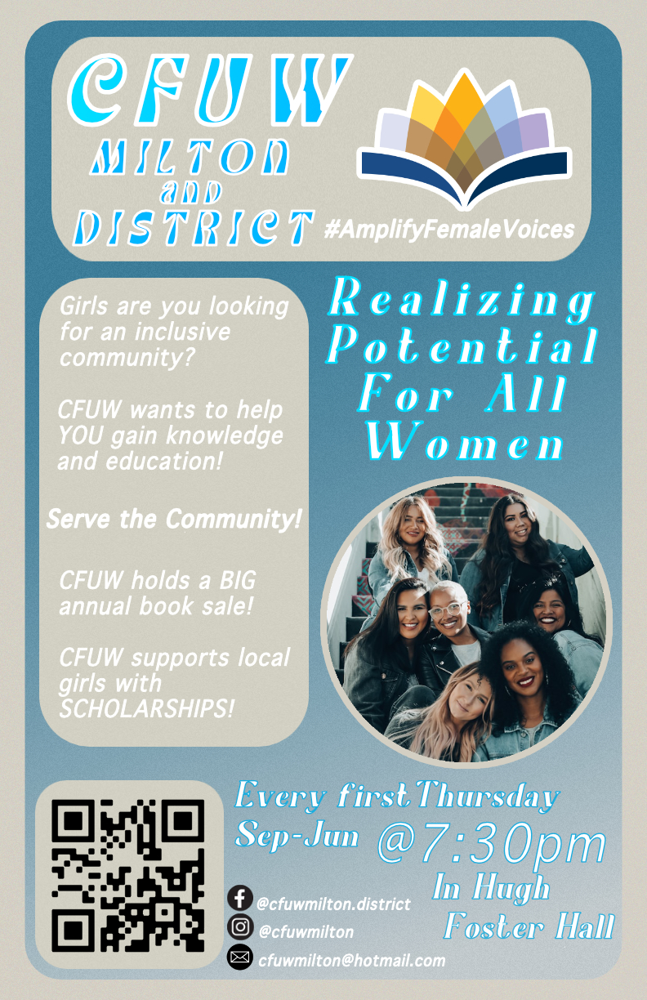 CFUW
MILTON
and
DISTRICT
#AmplifyFemaleVoices
Girls are you looking
for an inclusive
community?
CFUW wants to help
YOU gain knowledge
and education!
Serve the Community!
CFUW holds a BIG
annual book sale!
CFUW supports local
girls with
SCHOLARSHIPS!
Realizing
Potential
For All
Women
Every first Thursday
Sep-Jun @7:30pm
In Hugh
Foster Hall
@cfuwmilton.district
@cfuwmilton
cfuwmilton@hotmail.com